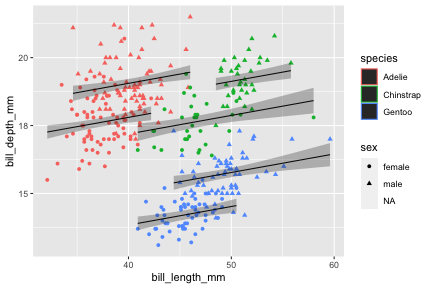 20
18
15
bill_depth_mm
40
50
60
bill_length_mm
species
Adelie
Chinstrap
Gentoo
sex
female
male
NA